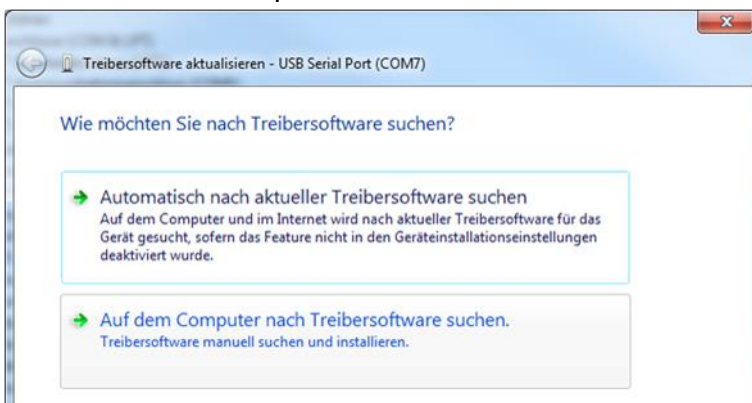 Treibersoftware aktualisieren - USB Serial Port (COM7)
Wie möchten Sie nach Treibersoftware suchen?
Automatisch nach aktueller Treibersoftware suchen
Auf dem Computer und im Internet wird nach aktueller Treibersoftware für das
Gerät gesucht, sofern das Feature nicht in den Geräteinstallationseinstellungen
deaktiviert wurde.
Auf dem Computer nach Treibersoftware suchen.
Treibersoftware manuell suchen und installieren.